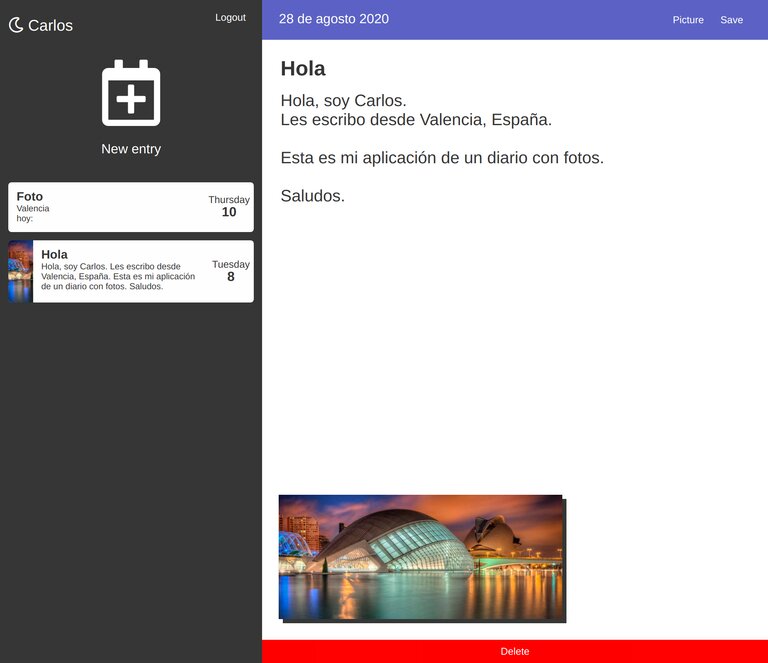 Carlos
Logout
New entry
Foto
Valencia
hoy:
Thursday
10
Hola
Hola, soy Carlos. Les escribo desde
Valencia, España. Esta es mi aplicación
de un diario con fotos. Saludos.
Tuesday
8
28 de agosto 2020
Picture
Save
Hola
Hola, soy Carlos.
Les escribo desde Valencia, España.
Esta es mi aplicación de un diario con fotos.
Saludos.
Delete